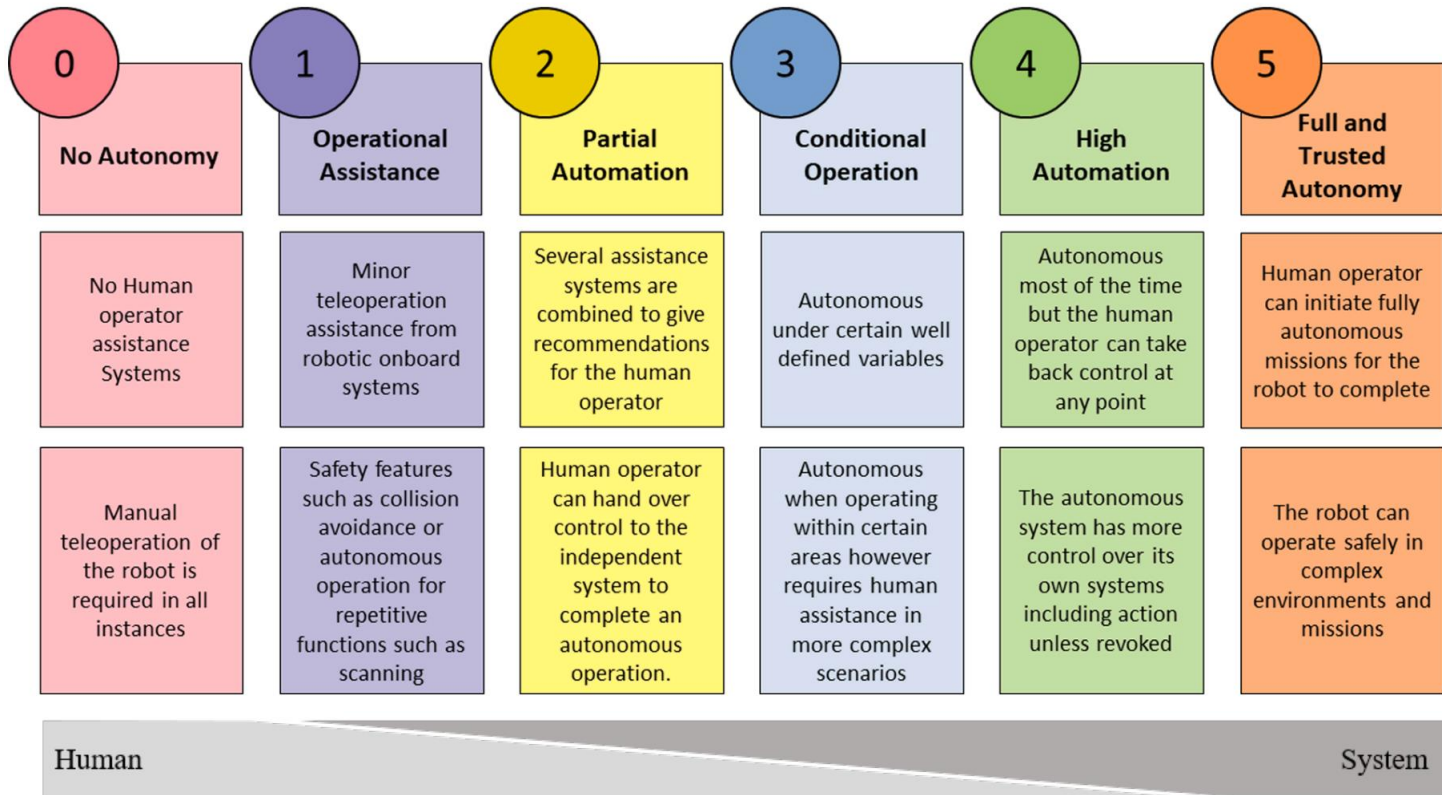 0
No Autonomy
No Human
operator
assistance
Systems
Manual
teleoperation of
the robot is
required in all
instances
1
Operational
Assistance
Minor
teleoperation
assistance from
robotic onboard
systems
Safety features
such as collision
avoidance or
autonomous
operation for
repetitive
functions such as
scanning
2
Partial
Automation
Several assistance
systems are
combined to give
recommendations
for the human
operator
Human operator
can hand over
control to the
independent
system to
complete an
autonomous
operation.
3
Conditional
Operation
Autonomous
under certain well
defined variables
Autonomous
when operating
within certain
areas however
requires human
assistance in
more complex
scenarios
4
High
Automation
Autonomous
most of the time
but the human
operator can take
back control at
any point
The autonomous
system has more
control over its
own systems
including action
unless revoked
5
Full and
Trusted
Autonomy
Human operator
can initiate fully
autonomous
missions for the
robot to complete
The robot can
operate safely in
complex
environments and
missions
Human
System